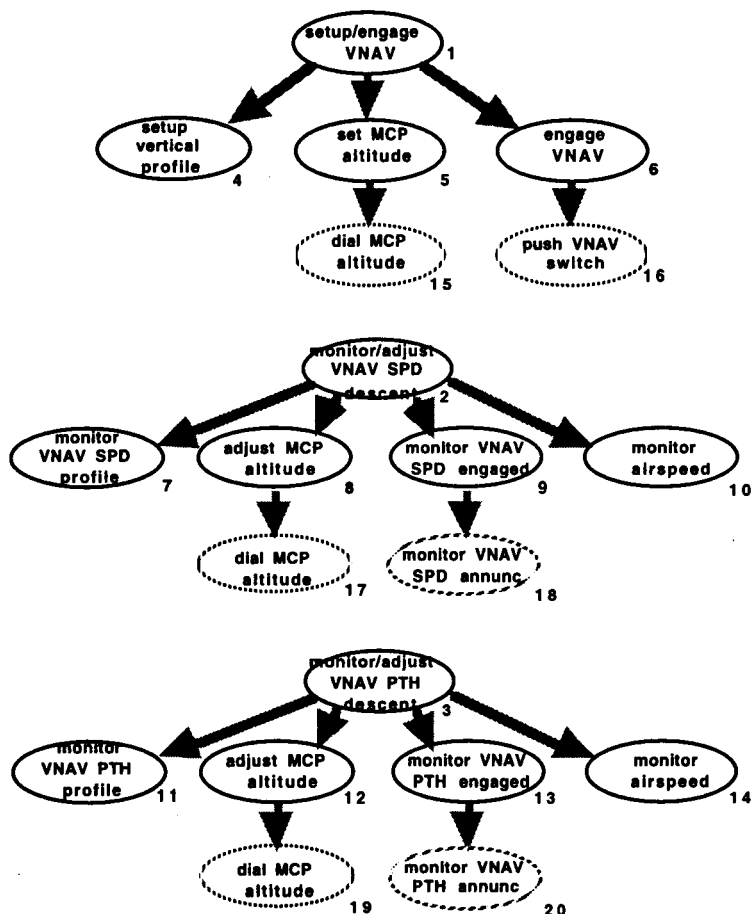 setup/engage
VNAV
1
setup
vertical
profile
4
set MCP
altitude
5
engage
VNAV
6
dial MCP
altitude
15
push VNAV
switch
16
monitor/adjust
VNAV SPD
descent
2
monitor
VNAV SPD
profile
7
adjust MCP
altitude
8
monitor VNAV
SPD engaged
9
monitor
airspeed
10
dial MCP
altitude
17
monitor VNAV
SPD annunc
18
monitor/adjust
VNAV PTH
descent
3
monitor
VNAV PTH
profile
11
adjust MCP
altitude
12
monitor VNAV
PTH engaged
13
monitor
airspeed
14
dial MCP
altitude
19
monitor VNAV
PTH annunc
20